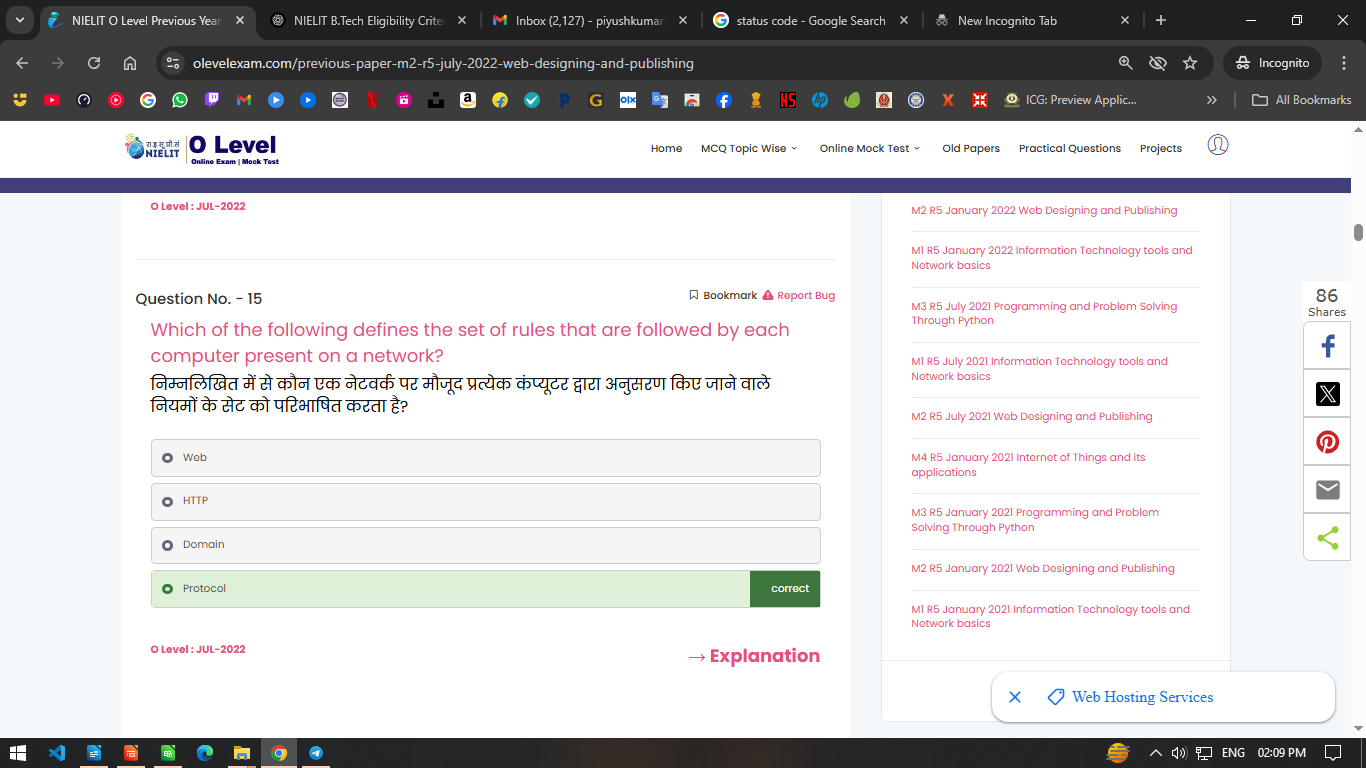 NIELIT O Level Previous Year
NIELIT B.Tech Eligibility Criter
Inbox (2,127) - piyushkumar
status code - Google Search
New Incognito Tab
olevelexam.com/previous-paper-m2-r5-july-2022-web-designing-and-publishing
Incognito
ICG: Preview Applic...
All Bookmarks
रा.इ.सू.प्रौ.सं
NIELIT
O Level
Online Exam | Mock Test
Home
MCQ Topic Wise
Online Mock Test
Old Papers
Practical Questions
Projects
O Level : JUL-2022
Question No. - 15
Bookmark
Report Bug
Which of the following defines the set of rules that are followed by each
computer present on a network?
निम्नलिखित में से कौन एक नेटवर्क पर मौजूद प्रत्येक कंप्यूटर द्वारा अनुसरण किए जाने वाले
नियमों के सेट को परिभाषित करता है?
Web
HTTP
Domain
Protocol
correct
O Level : JUL-2022
→ Explanation
M2 R5 January 2022 Web Designing and Publishing
M1 R5 January 2022 Information Technology tools and
Network basics
M3 R5 July 2021 Programming and Problem Solving
Through Python
M1 R5 July 2021 Information Technology tools and
Network basics
M2 R5 July 2021 Web Designing and Publishing
M4 R5 January 2021 Internet of Things and its
applications
M3 R5 January 2021 Programming and Problem
Solving Through Python
M2 R5 January 2021 Web Designing and Publishing
M1 R5 January 2021 Information Technology tools and
Network basics
86
Shares
Web Hosting Services
ENG
02:09 PM